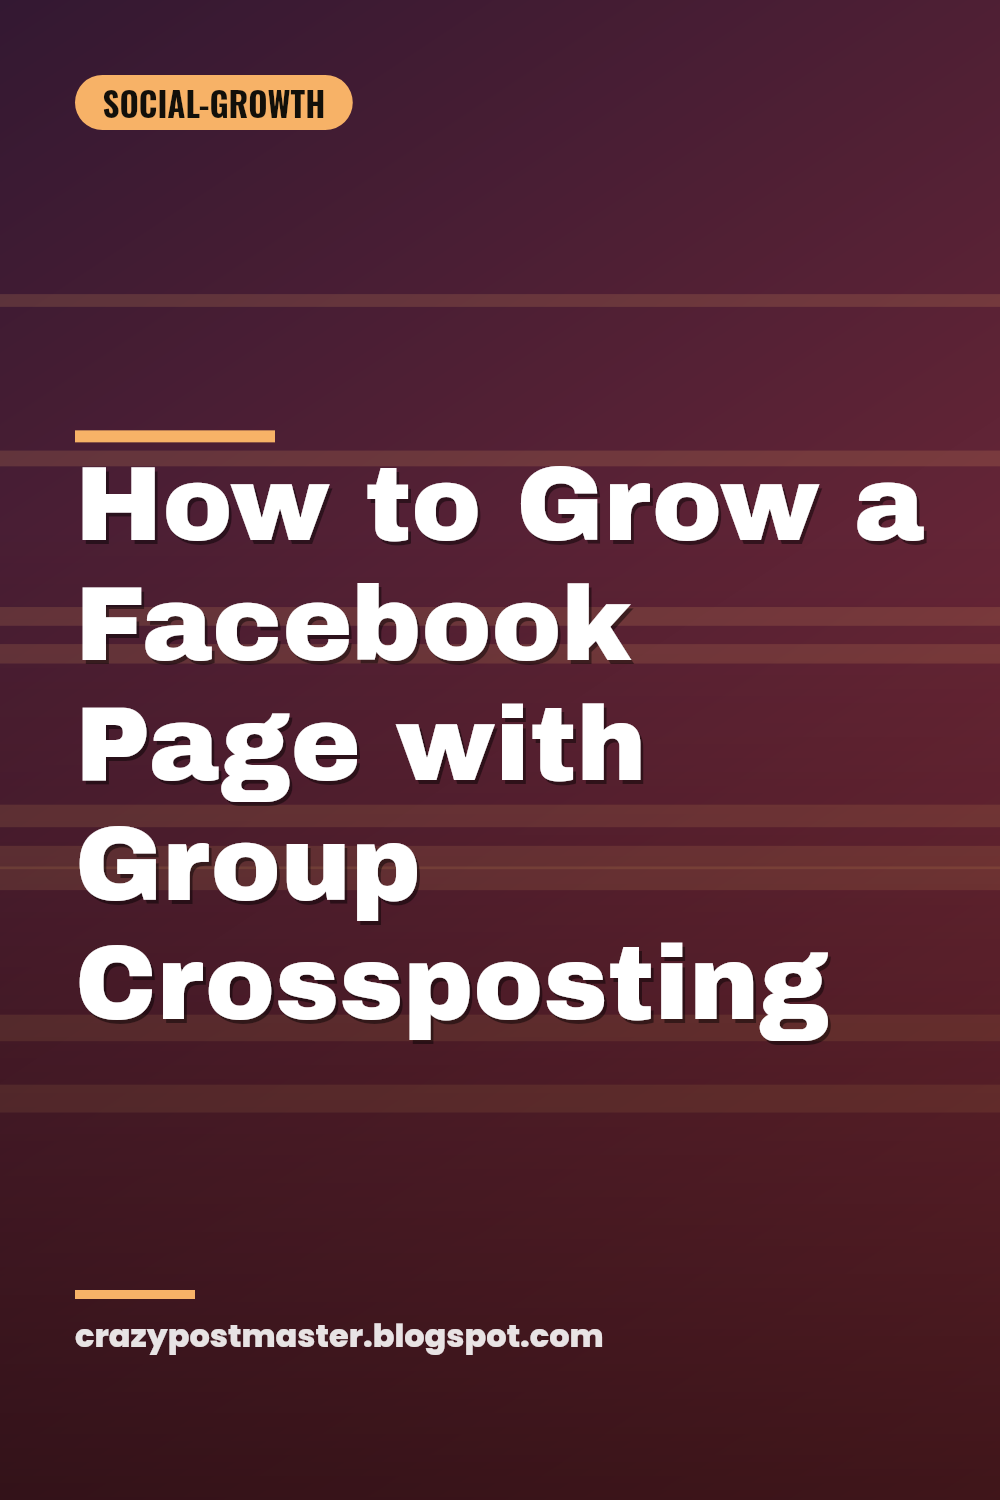 SOCIAL-GROWTH
How to Grow a
Facebook
Page with
Group
Crossposting
crazypostmaster.blogspot.com